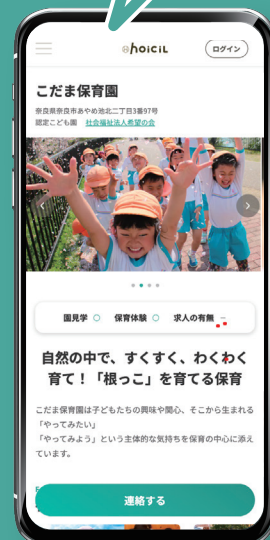 hoicil
ログイン
こだま保育園
奈良県奈良市あやめ池北二丁目3番97号
認定こども園 社会福祉法人希望の会
園見学 ○ 保育体験 ○ 求人の有無 −
自然の中で、すくすく、わくわく
育て！「根っこ」を育てる保育
こだま保育園は子どもたちの興味や関心、そこから生まれる
「やってみたい」
「やってみよう」という主体的な気持ちを保育の中心に添え
ています。
連絡する